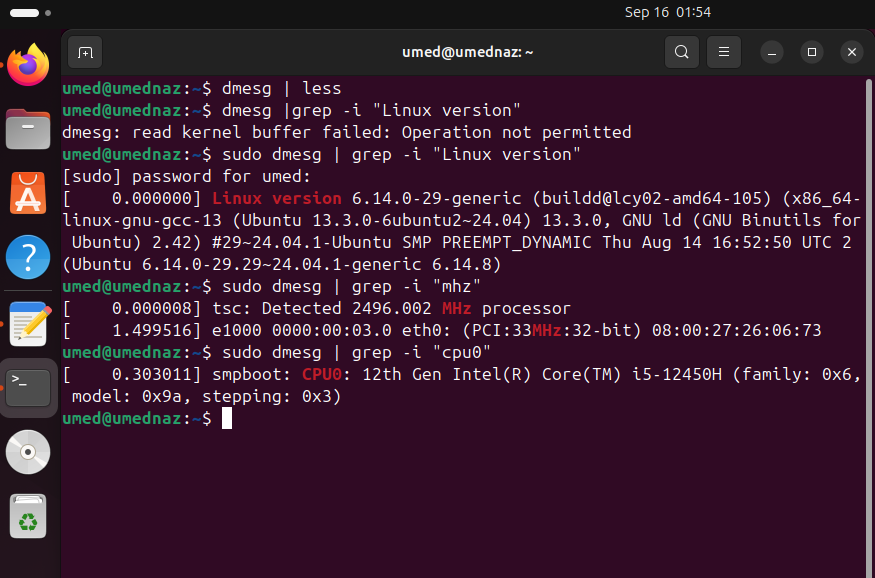 Sep 16 01:54
umed@umednaz: ~
umed@umednaz:~$ dmesg | less
umed@umednaz:~$ dmesg |grep -i "Linux version"
dmesg: read kernel buffer failed: Operation not permitted
umed@umednaz:~$ sudo dmesg | grep -i "Linux version"
[sudo] password for umed:
[    0.000000] Linux version 6.14.0-29-generic (buildd@lcy02-amd64-105) (x86_64-
linux-gnu-gcc-13 (Ubuntu 13.3.0-6ubuntu2~24.04) 13.3.0, GNU ld (GNU Binutils for
 Ubuntu) 2.42) #29~24.04.1-Ubuntu SMP PREEMPT_DYNAMIC Thu Aug 14 16:52:50 UTC 2
(Ubuntu 6.14.0-29.29~24.04.1-generic 6.14.8)
umed@umednaz:~$ sudo dmesg | grep -i "mhz"
[    0.000008] tsc: Detected 2496.002 MHz processor
[    1.499516] e1000 0000:00:03.0 eth0: (PCI:33MHz:32-bit) 08:00:27:26:06:73
umed@umednaz:~$ sudo dmesg | grep -i "cpu0"
[    0.303011] smpboot: CPU0: 12th Gen Intel(R) Core(TM) i5-12450H (family: 0x6,
 model: 0x9a, stepping: 0x3)
umed@umednaz:~$